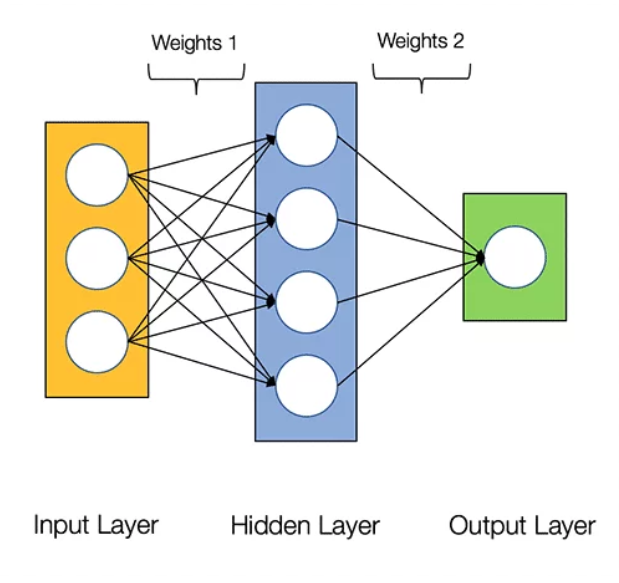 Weights 1
Weights 2
Input Layer
Hidden Layer
Output Layer